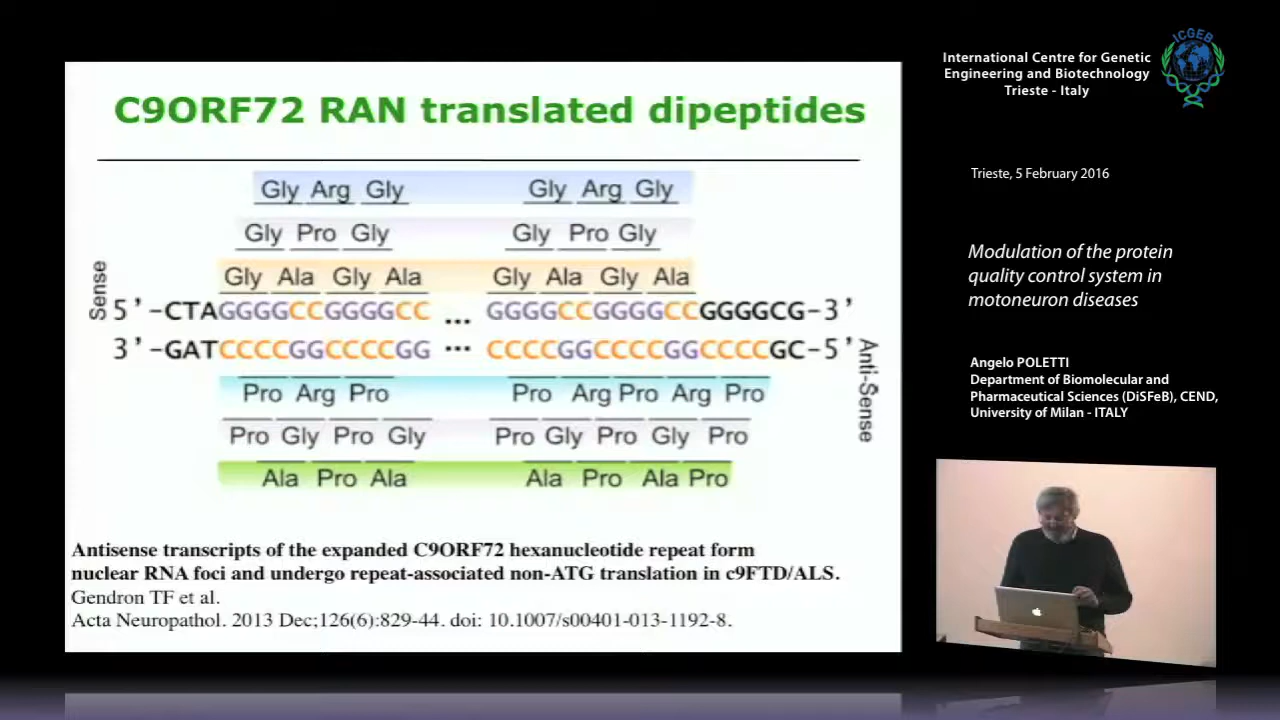 C9ORF72 RAN translated dipeptides
Gly Arg Gly Gly Arg Gly
Gly Pro Gly Gly Pro Gly
Gly Ala Gly Ala Gly Ala Gly Ala
Sense
5’-CTAGGGGCCGGGGCC ... GGGGCCGGGGCCGGGGCG-3’
3’-GATCCCCGGCCCCGG ... CCCCGGCCCCGGCCCCGC-5’
Anti-Sense
Pro Arg Pro Pro Arg Pro Arg Pro
Pro Gly Pro Gly Pro Gly Pro Gly Pro
Ala Pro Ala Ala Pro Ala Pro
Antisense transcripts of the expanded C9ORF72 hexanucleotide repeat form
nuclear RNA foci and undergo repeat-associated non-ATG translation in c9FTD/ALS.
Gendron TF et al.
Acta Neuropathol. 2013 Dec;126(6):829-44. doi: 10.1007/s00401-013-1192-8.
International Centre for Genetic
Engineering and Biotechnology
Trieste - Italy
ICGEB
Trieste, 5 February 2016
Modulation of the protein
quality control system in
motoneuron diseases
Angelo POLETTI
Department of Biomolecular and
Pharmaceutical Sciences (DiSFeB), CEND,
University of Milan - ITALY